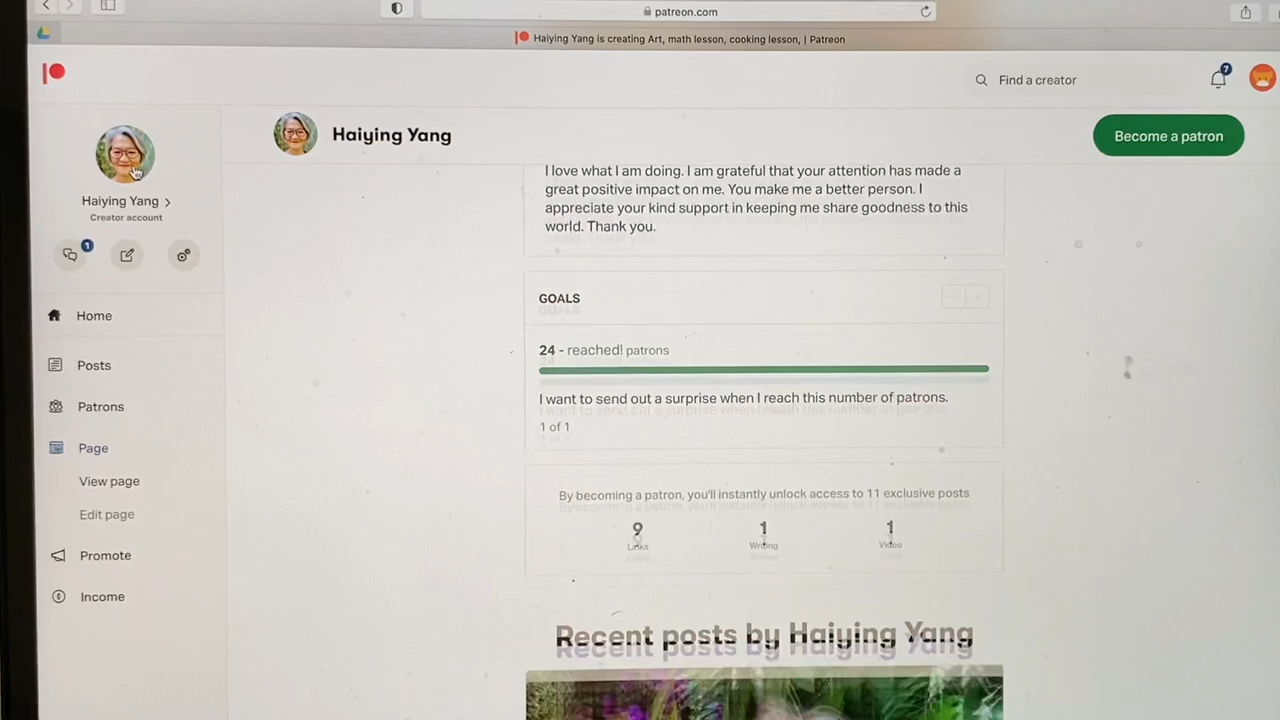 patreon.com
Haiying Yang is creating Art, math lesson, cooking lesson, | Patreon
Find a creator
7
Haiying Yang
Become a patron
Haiying Yang
Creator account
1
Home
Posts
Patrons
Page
View page
Edit page
Promote
Income
I love what I am doing. I am grateful that your attention has made a
great positive impact on me. You make me a better person. I
appreciate your kind support in keeping me share goodness to this
world. Thank you.
GOALS
24 - reached! patrons
I want to send out a surprise when I reach this number of patrons.
1 of 1
By becoming a patron, you'll instantly unlock access to 11 exclusive posts
9 1 1
Links Writing Video
Recent posts by Haiying Yang